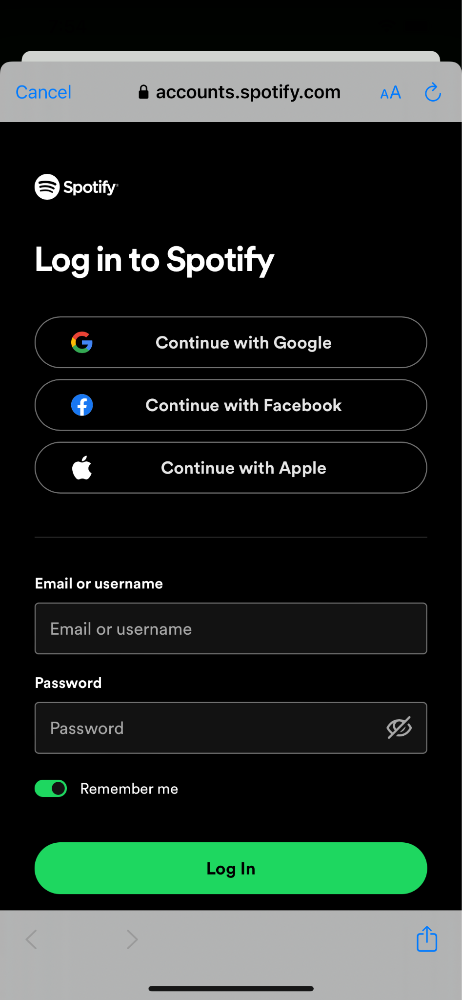 Cancel
accounts.spotify.com
AA
Spotify®
Log in to Spotify
Continue with Google
Continue with Facebook
Continue with Apple
Email or username
Email or username
Password
Password
Remember me
Log In